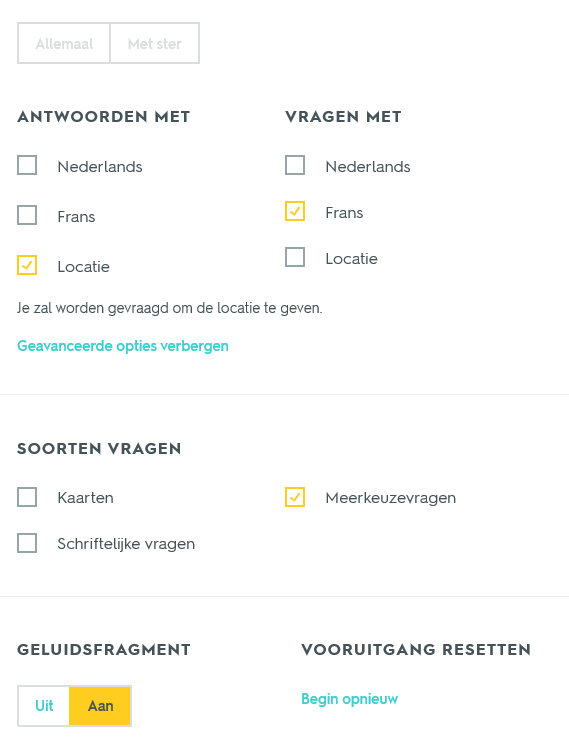 Allemaal Met ster
ANTWOORDEN MET
Nederlands
Frans
Locatie
VRAGEN MET
Nederlands
Frans
Locatie
Je zal worden gevraagd om de locatie te geven.
Geavanceerde opties verbergen
SOORTEN VRAGEN
Kaarten
Meerkeuzevragen
Schriftelijke vragen
GELUIDSFRAGMENT
Uit Aan
VOORUITGANG RESETTEN
Begin opnieuw